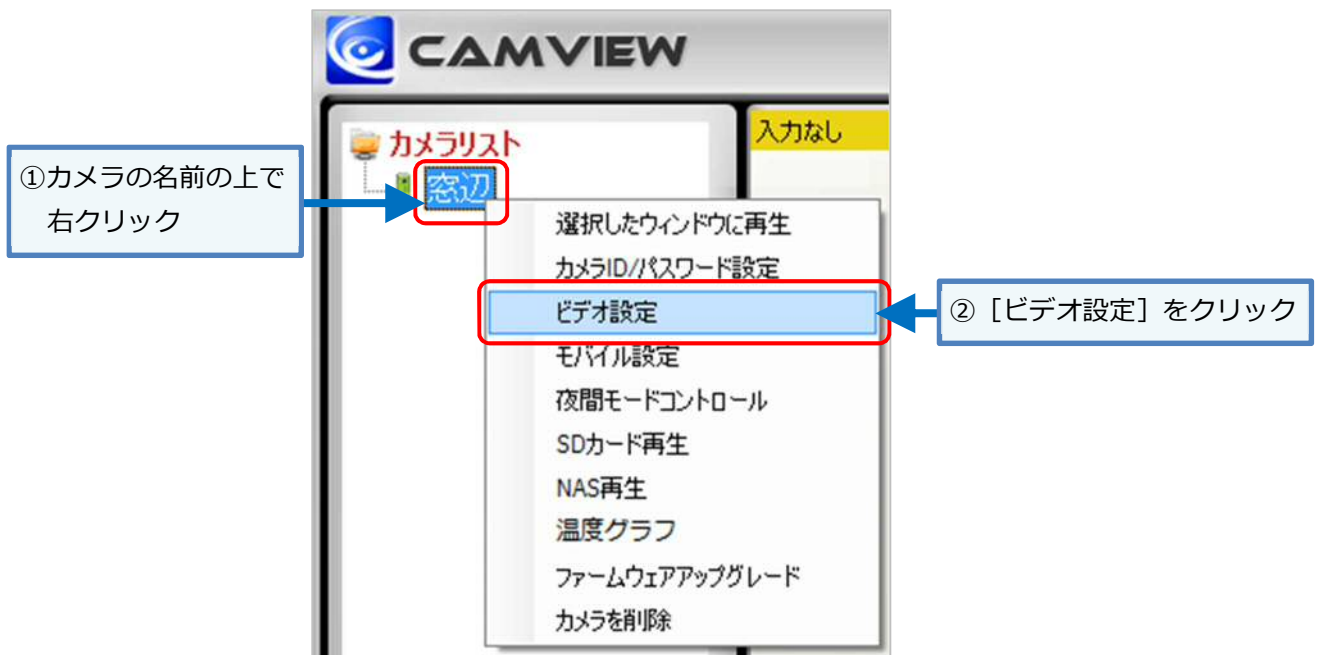 CAMVIEW
カメラリスト
窓辺
入力なし
①カメラの名前の上で
右クリック
選択したウィンドウに再生
カメラID/パスワード設定
ビデオ設定
モバイル設定
夜間モードコントロール
SDカード再生
NAS再生
温度グラフ
ファームウェアアップグレード
カメラを削除
②［ビデオ設定］をクリック